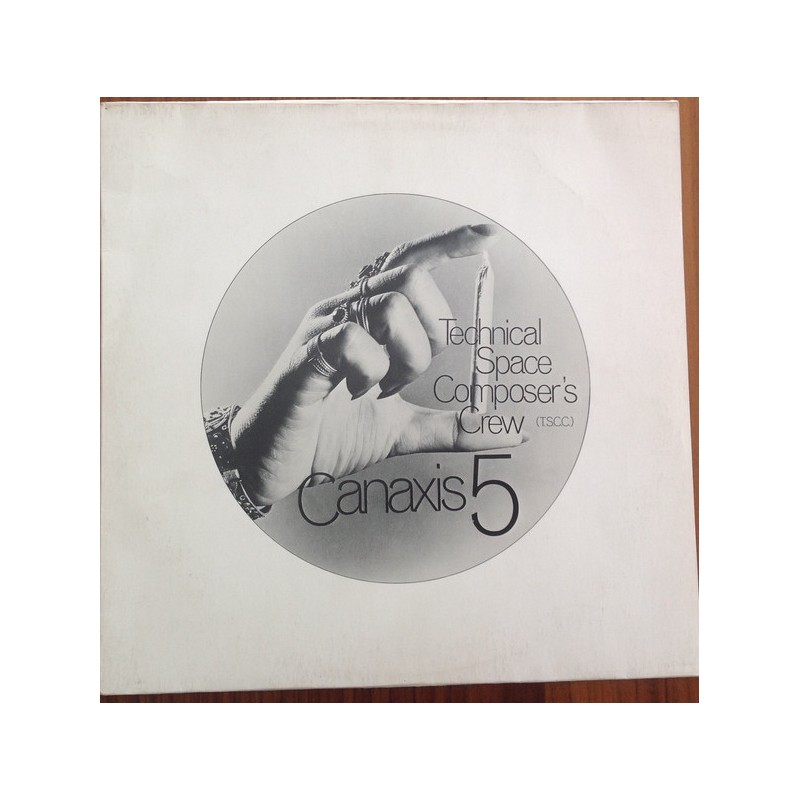 Technical
Space
Composer's
Crew (T.S.C.C.)
Canaxis 5